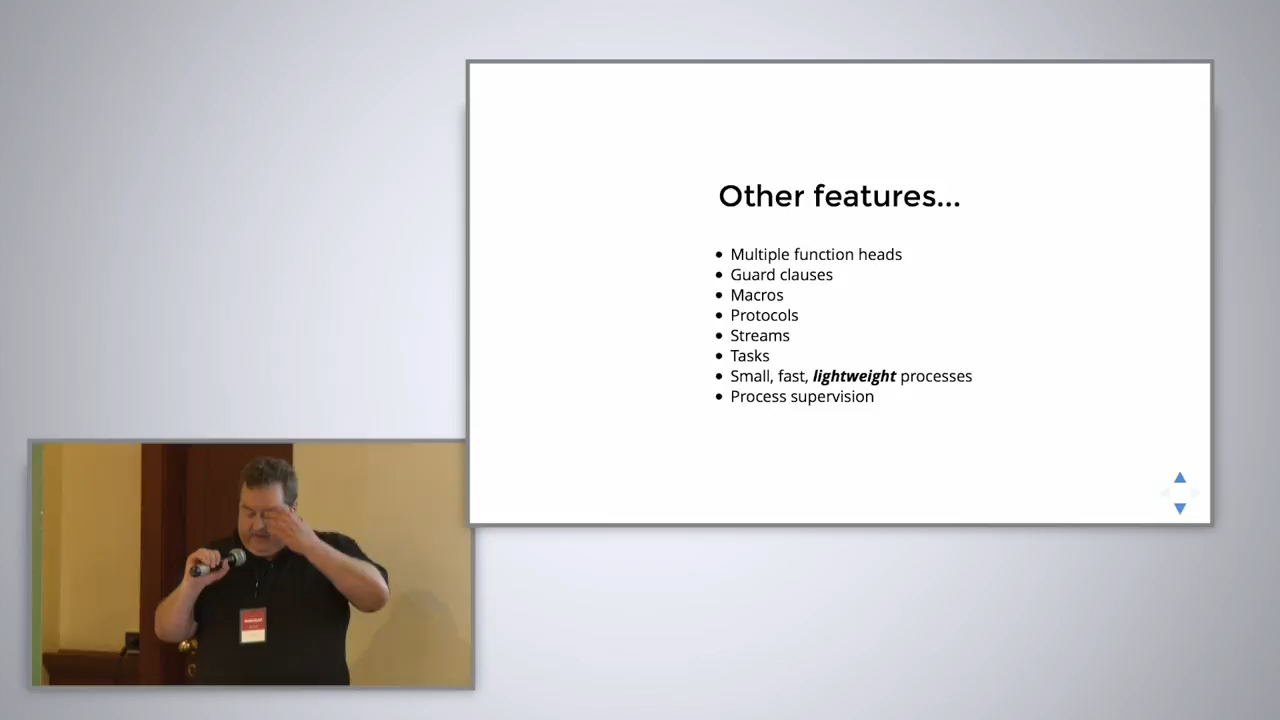 Other features...
Multiple function heads
Guard clauses
Macros
Protocols
Streams
Tasks
Small, fast, lightweight processes
Process supervision